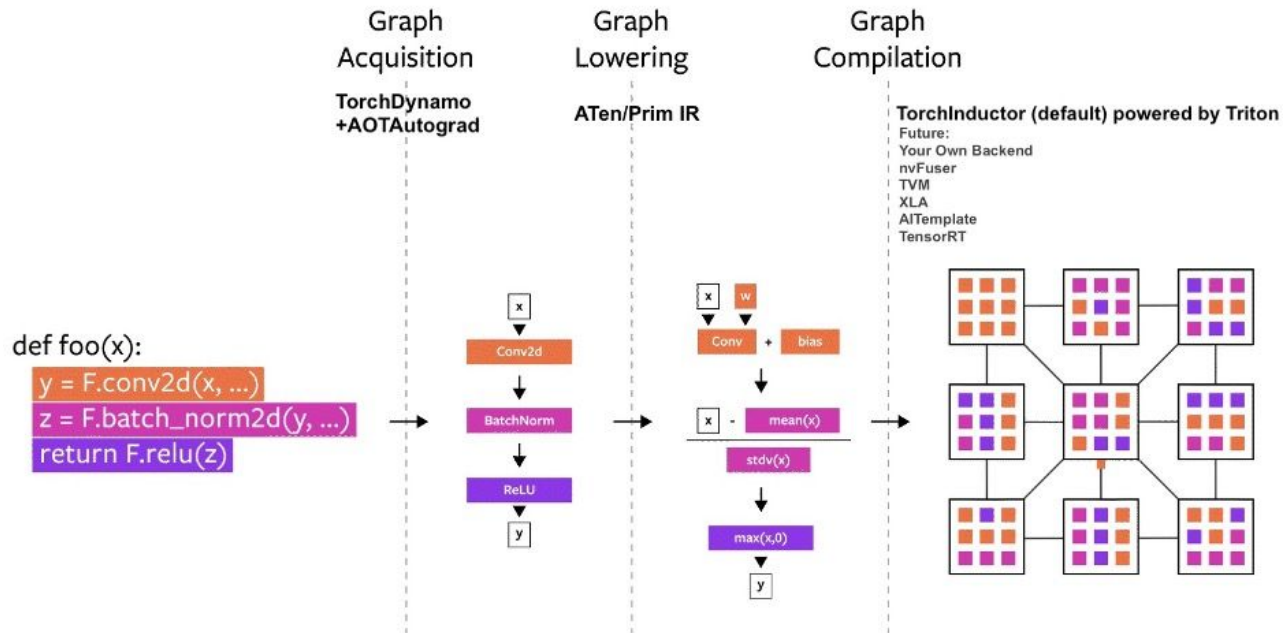 Graph
Acquisition
TorchDynamo
+AOTAutograd
Graph
Lowering
ATen/Prim IR
Graph
Compilation
TorchInductor (default) powered by Triton
Future:
Your Own Backend
nvFuser
TVM
XLA
AITemplate
TensorRT
def foo(x):
y = F.conv2d(x, ...)
z = F.batch_norm2d(y, ...)
return F.relu(z)
x
Conv2d
BatchNorm
ReLU
y
x w
Conv + bias
x - mean(x)
stdv(x)
max(x,0)
y